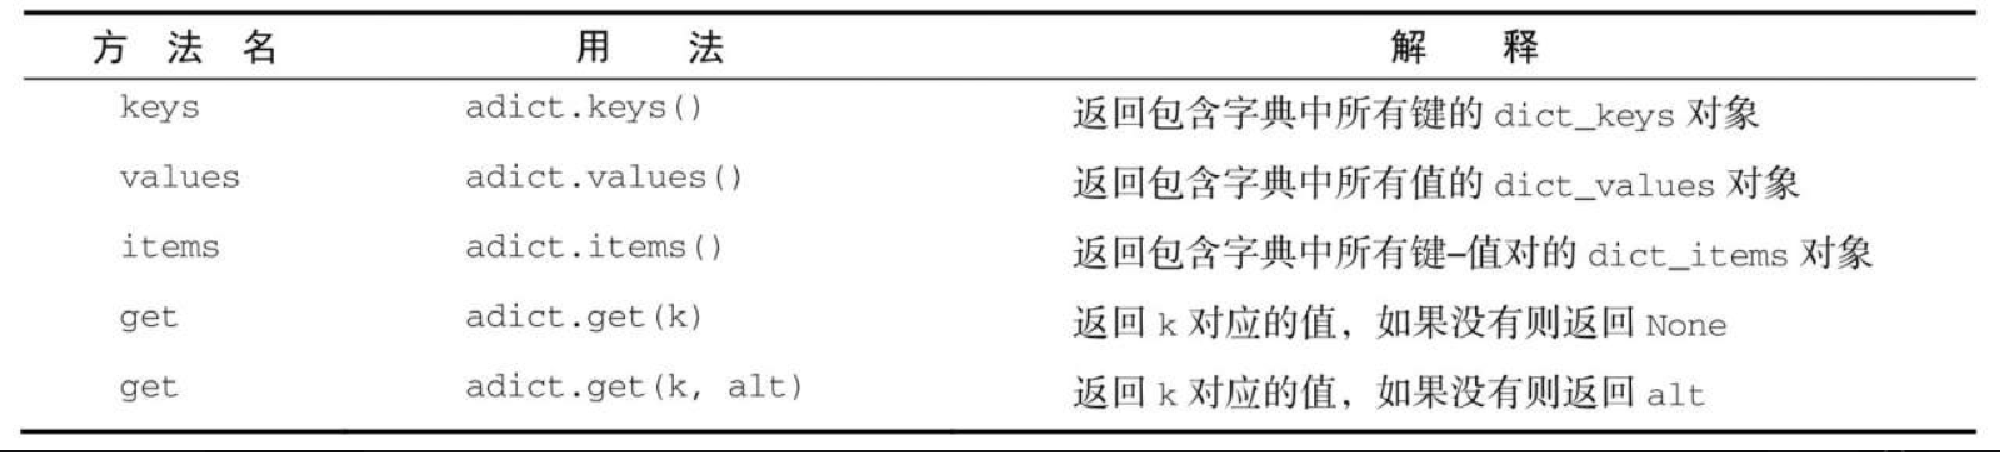 方 法 名 用 法 解 释
keys adict.keys() 返回包含字典中所有键的 dict_keys 对象
values adict.values() 返回包含字典中所有值的 dict_values 对象
items adict.items() 返回包含字典中所有键–值对的 dict_items 对象
get adict.get(k) 返回 k 对应的值，如果没有则返回 None
get adict.get(k, alt) 返回 k 对应的值，如果没有则返回 alt